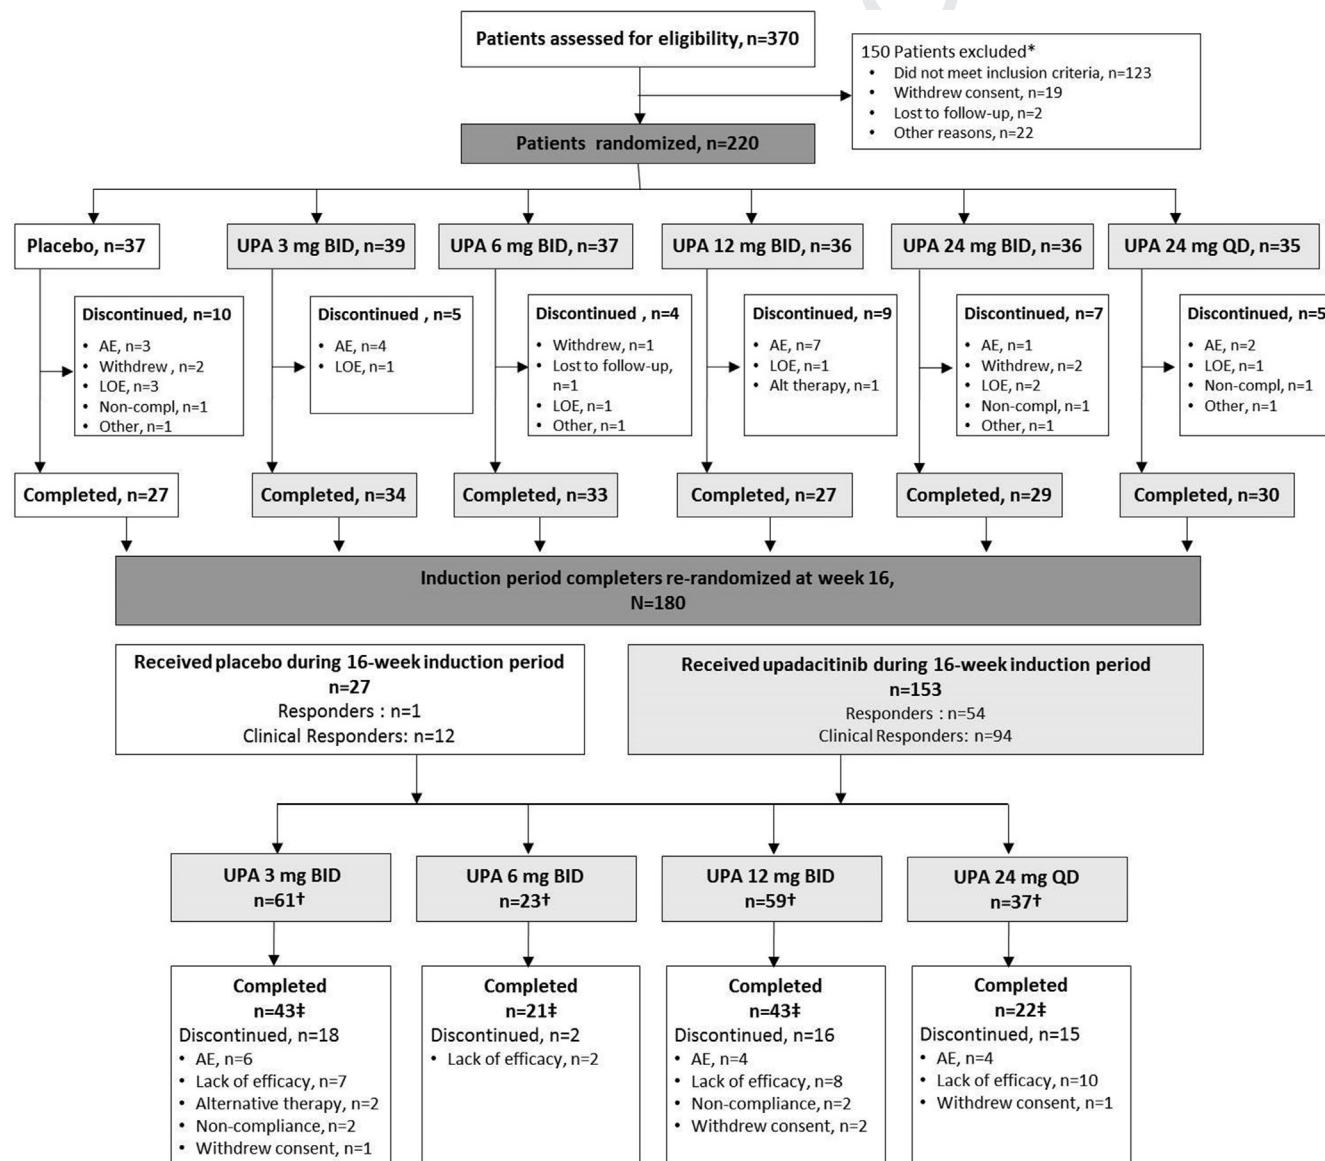 Patients assessed for eligibility, n=370
150 Patients excluded*
• Did not meet inclusion criteria, n=123
• Withdrew consent, n=19
• Lost to follow-up, n=2
• Other reasons, n=22
Patients randomized, n=220
Placebo, n=37
UPA 3 mg BID, n=39
UPA 6 mg BID, n=37
UPA 12 mg BID, n=36
UPA 24 mg BID, n=36
UPA 24 mg QD, n=35
Discontinued, n=10
• AE, n=3
• Withdrew , n=2
• LOE, n=3
• Non-compl, n=1
• Other, n=1
Discontinued , n=5
• AE, n=4
• LOE, n=1
Discontinued , n=4
• Withdrew, n=1
• Lost to follow-up,
n=1
• LOE, n=1
• Other, n=1
Discontinued, n=9
• AE, n=7
• LOE, n=1
• Alt therapy, n=1
Discontinued, n=7
• AE, n=1
• Withdrew, n=2
• LOE, n=2
• Non-compl, n=1
• Other, n=1
Discontinued, n=5
• AE, n=2
• LOE, n=1
• Non-compl, n=1
• Other, n=1
Completed, n=27
Completed, n=34
Completed, n=33
Completed, n=27
Completed, n=29
Completed, n=30
Induction period completers re-randomized at week 16,
N=180
Received placebo during 16-week induction period
n=27
Responders : n=1
Clinical Responders: n=12
Received upadacitinib during 16-week induction period
n=153
Responders : n=54
Clinical Responders: n=94
UPA 3 mg BID
n=61†
UPA 6 mg BID
n=23†
UPA 12 mg BID
n=59†
UPA 24 mg QD
n=37†
Completed
n=43‡
Discontinued, n=18
• AE, n=6
• Lack of efficacy, n=7
• Alternative therapy, n=2
• Non-compliance, n=2
• Withdrew consent, n=1
Completed
n=21‡
Discontinued, n=2
• Lack of efficacy, n=2
Completed
n=43‡
Discontinued, n=16
• AE, n=4
• Lack of efficacy, n=8
• Non-compliance, n=2
• Withdrew consent, n=2
Completed
n=22‡
Discontinued, n=15
• AE, n=4
• Lack of efficacy, n=10
• Withdrew consent, n=1